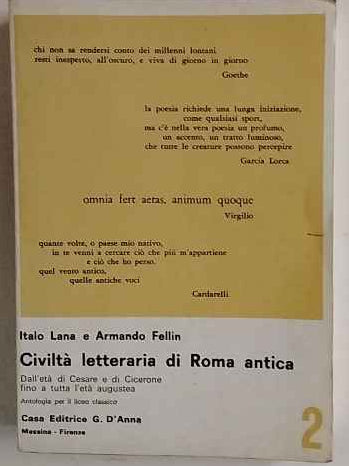 chi non sa rendersi conto dei millenni lontani
resti inesperto, all'oscuro, e viva di giorno in giorno
Goethe
la poesia richiede una lunga iniziazione,
come qualsiasi sport,
ma c'è nella vera poesia un profumo,
un accento, un tratto luminoso,
che tutte le creature possono percepire
Garcia Lorca
omnia fert aetas, animum quoque
Virgilio
quante volte, o paese mio nativo,
in te venni a cercare ciò che più m'appartiene
e ciò che ho perso.
quel vento antico,
quelle antiche voci
Cardarelli
Italo Lana e Armando Fellin
Civiltà letteraria di Roma antica
Dall'età di Cesare e di Cicerone
fino a tutta l'età augustea
Antologia per il liceo classico
Casa Editrice G. D'Anna
Messina - Firenze
2